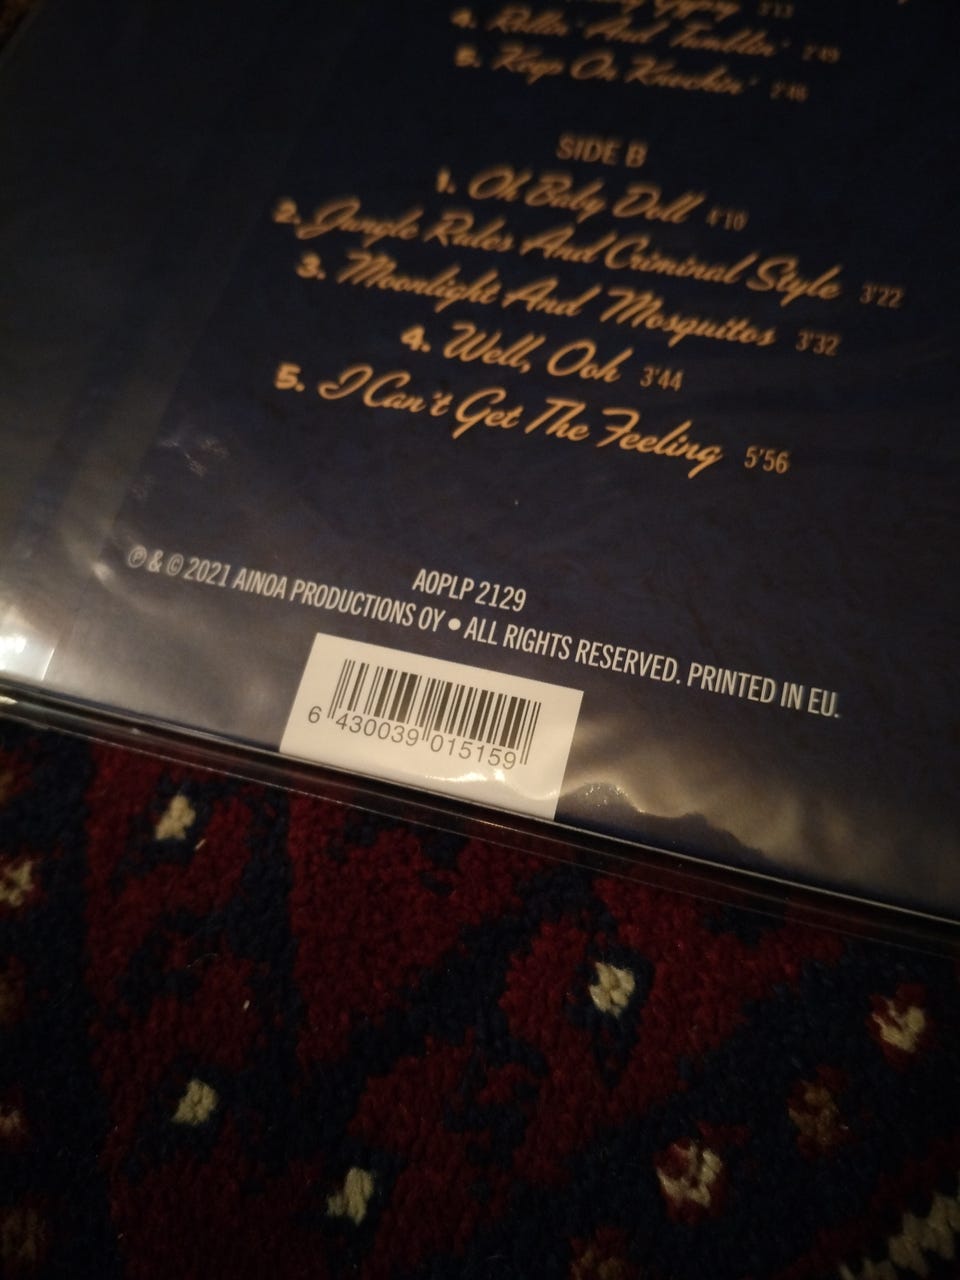 3'13
4. Rollin' And Tumblin' 2'49
5. Keep On Knockin' 2'46
SIDE B
1. Oh Baby Doll 4'10
2. Jungle Rules And Criminal Style 3'22
3. Moonlight And Mosquitos 3'32
4. Well, Ooh 3'44
5. I Can't Get The Feeling 5'56
AOPLP 2129
℗ & © 2021 AINOA PRODUCTIONS OY • ALL RIGHTS RESERVED. PRINTED IN EU.
6 430039 015159